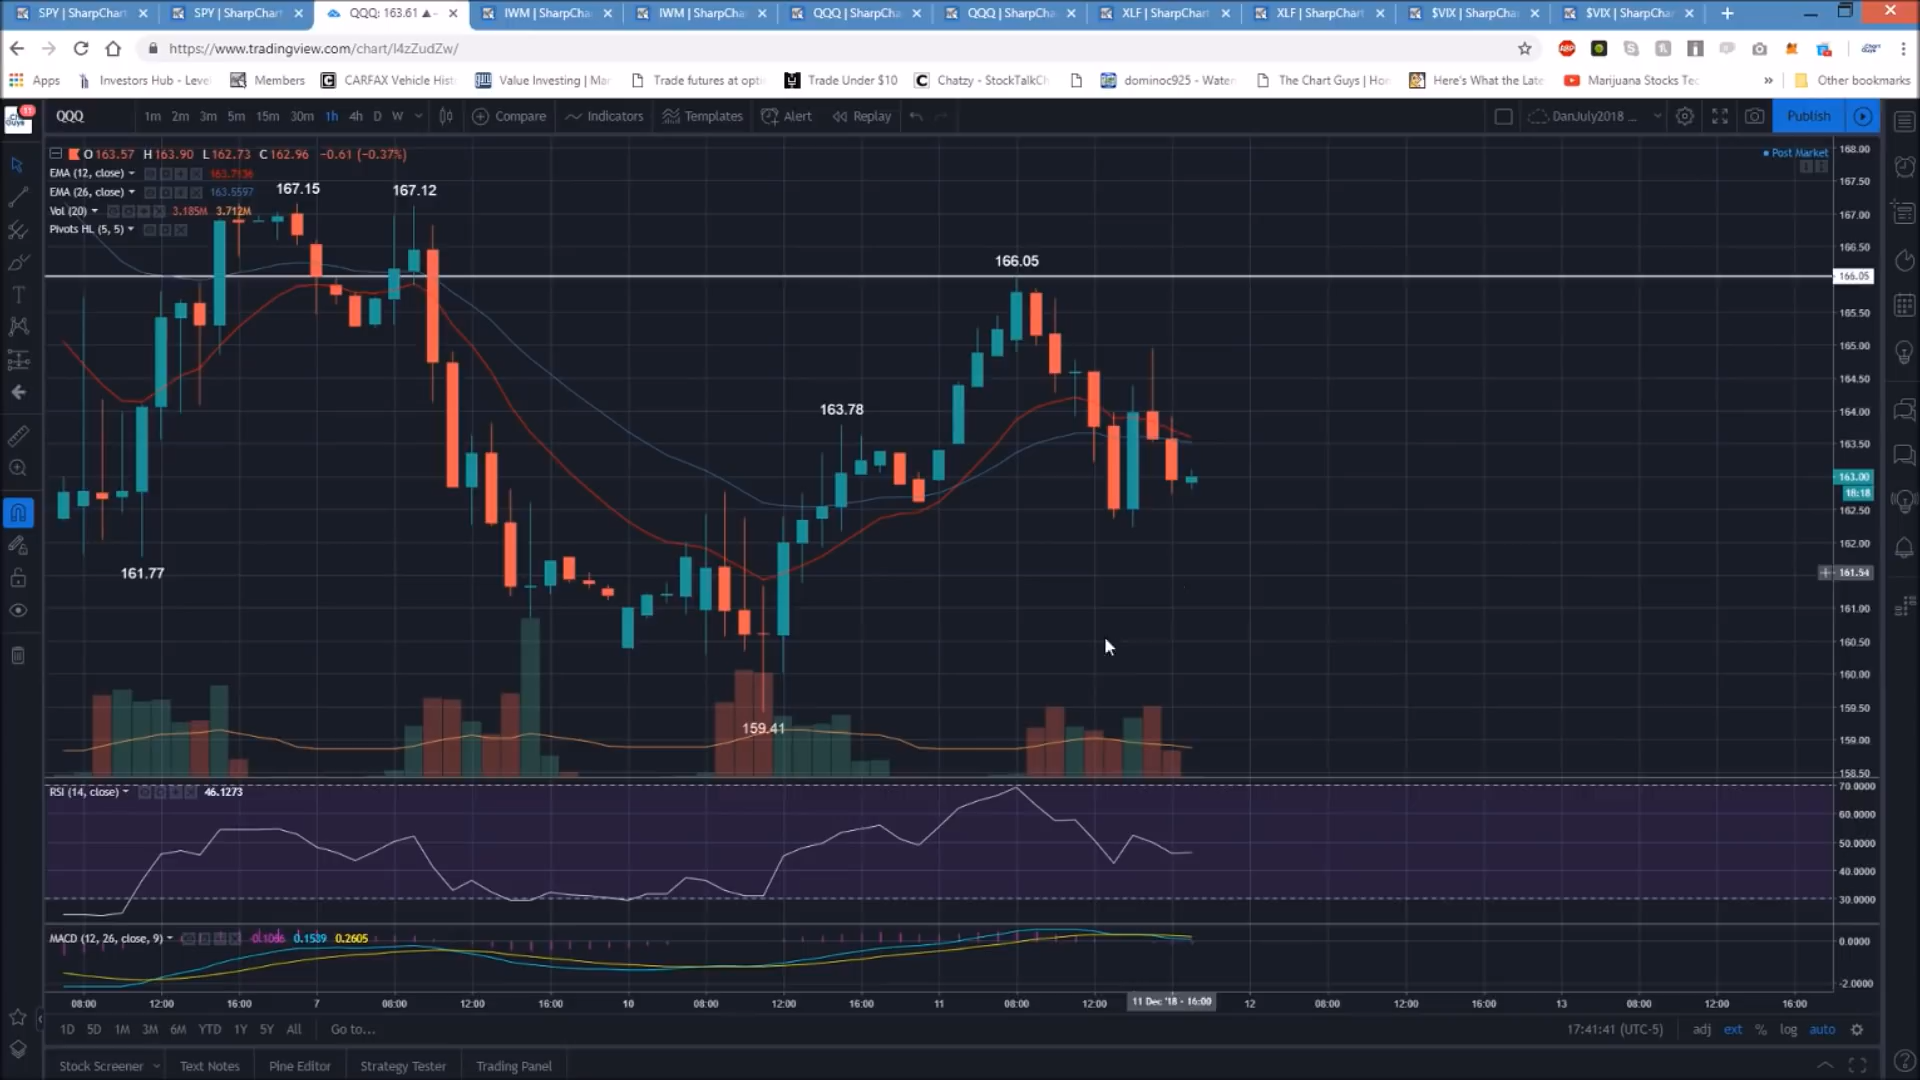 SPY | SharpChart
SPY | SharpChart
QQQ: 163.61 ▲
IWM | SharpCha
IWM | SharpCha
QQQ | SharpCha
QQQ | SharpCha
XLF | SharpChart
XLF | SharpChart
$VIX | SharpCha
$VIX | SharpCha
https://www.tradingview.com/chart/I4zZudZw/
Apps
Investors Hub - Leve
Members
CARFAX Vehicle Hist
Value Investing | Mar
Trade futures at opti
Trade Under $10
Chatzy - StockTalkCh
dominoc925 - Water
The Chart Guys | Hom
Here's What the Late
Marijuana Stocks Tec
»
Other bookmarks
11
QQQ
1m 2m 3m 5m 15m 30m 1h 4h D W
Compare
Indicators
Templates
Alert
Replay
DanJuly2018 ...
Publish
O 163.57 H 163.90 L 162.73 C 162.96 −0.61 (−0.37%)
EMA (12, close) 163.7136
EMA (26, close) 163.5597
Vol (20) 3.185M 3.712M
Pivots HL (5, 5)
Post Market
167.15
167.12
166.05
163.78
161.77
159.41
168.00
167.50
167.00
166.50
166.05
165.50
165.00
164.50
164.00
163.50
163.00
18:18
162.50
162.00
161.54
161.00
160.50
160.00
159.50
159.00
158.50
RSI (14, close) 46.1273
70.0000
60.0000
50.0000
40.0000
30.0000
MACD (12, 26, close, 9) 0.1539 0.2605
0.0000
-2.0000
08:00 12:00 16:00 7 08:00 12:00 16:00 10 08:00 12:00 16:00 11 08:00 12:00 11 Dec '18 - 16:00 12 08:00 12:00 16:00 13 08:00 12:00 16:00
1D 5D 1M 3M 6M YTD 1Y 5Y All Go to...
17:41:41 (UTC-5) adj ext % log auto
Stock Screener Text Notes Pine Editor Strategy Tester Trading Panel